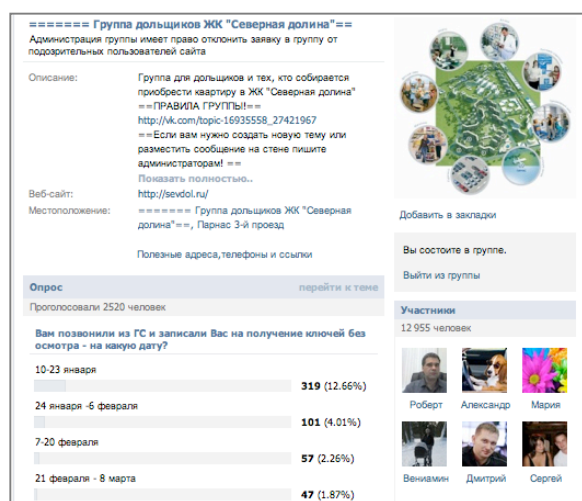 ======= Группа дольщиков ЖК "Северная долина"==
Администрация группы имеет право отклонить заявку в группу от
подозрительных пользователей сайта
Описание:
Группа для дольщиков и тех, кто собирается
приобрести квартиру в ЖК "Северная долина"
==ПРАВИЛА ГРУППЫ!==
http://vk.com/topic-16935558_27421967
==Если вам нужно создать новую тему или
разместить сообщение на стене пишите
администраторам! ==
Показать полностью..
Веб-сайт:
http://sevdol.ru/
Местоположение:
======= Группа дольщиков ЖК "Северная
долина"==, Парнас 3-й проезд
Полезные адреса,телефоны и ссылки
Опрос
перейти к теме
Проголосовали 2520 человек
Вам позвонили из ГС и записали Вас на получение ключей без
осмотра - на какую дату?
10-23 января
319 (12.66%)
24 января -6 февраля
101 (4.01%)
7-20 февраля
57 (2.26%)
21 февраля - 8 марта
47 (1.87%)
Добавить в закладки
Вы состоите в группе.
Выйти из группы
Участники
12 955 человек
Роберт Александр Мария
Вениамин Дмитрий Сергей